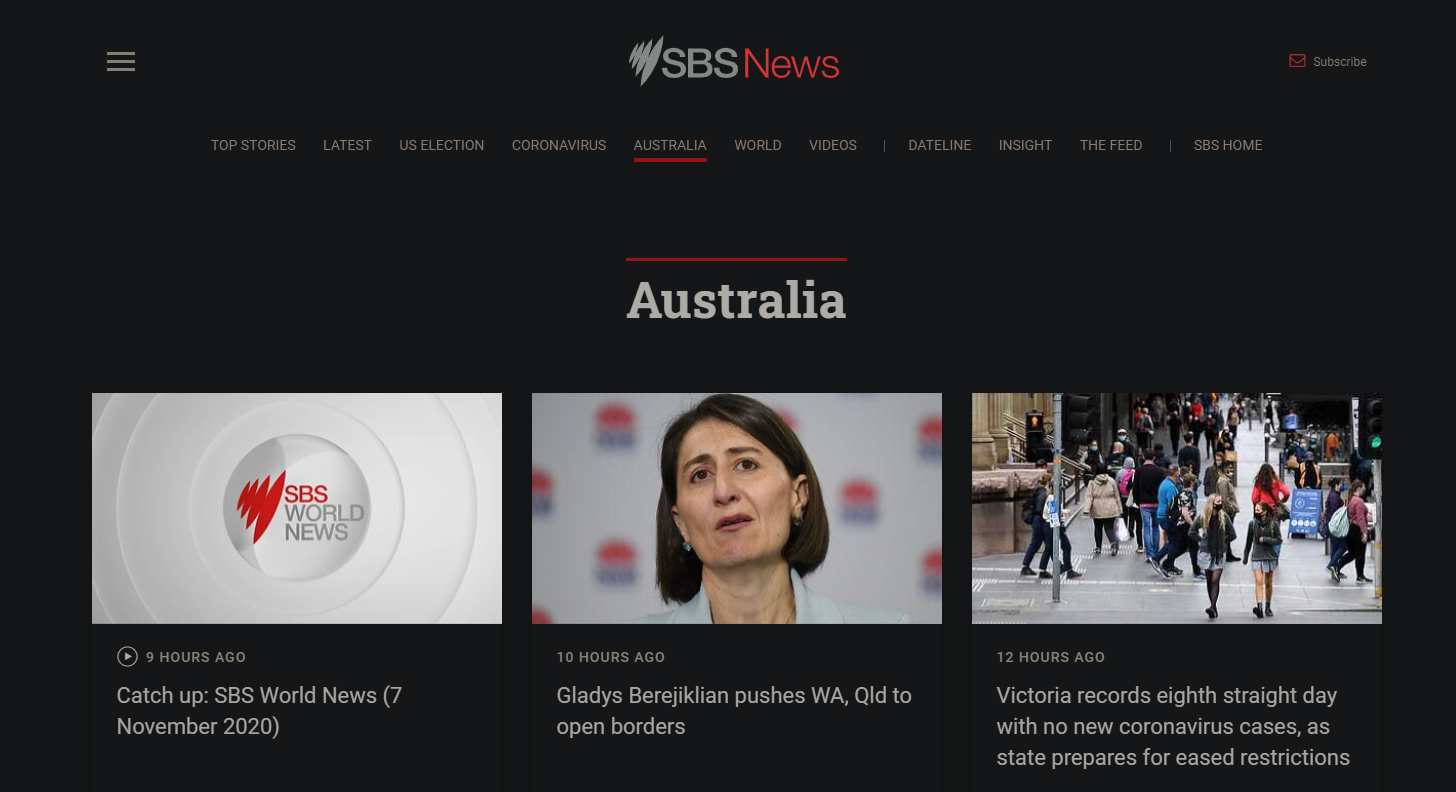 SBS News
Subscribe
TOP STORIES LATEST US ELECTION CORONAVIRUS AUSTRALIA WORLD VIDEOS | DATELINE INSIGHT THE FEED | SBS HOME
Australia
SBS
WORLD
NEWS
9 HOURS AGO
Catch up: SBS World News (7
November 2020)
10 HOURS AGO
Gladys Berejiklian pushes WA, Qld to
open borders
12 HOURS AGO
Victoria records eighth straight day
with no new coronavirus cases, as
state prepares for eased restrictions